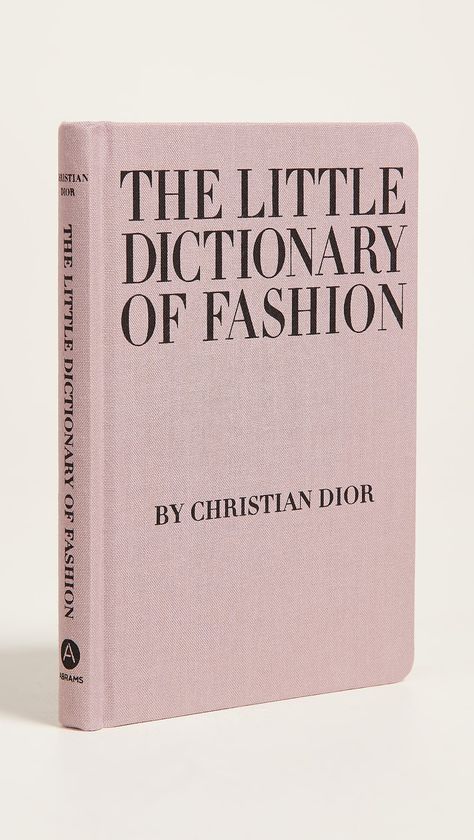 THE LITTLE
DICTIONARY
OF FASHION
BY CHRISTIAN DIOR
CHRISTIAN
DIOR
THE LITTLE DICTIONARY OF FASHION
A
ABRAMS